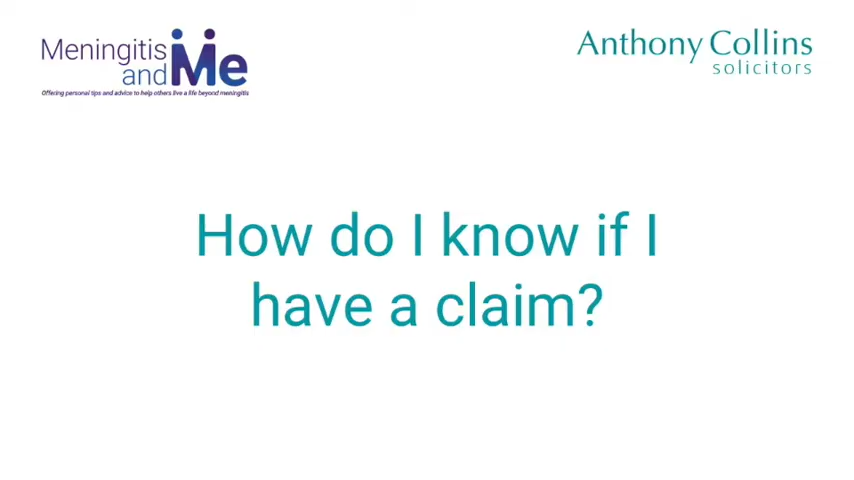 Meningitis
and Me
Offering personal tips and advice to help others live a life beyond meningitis
Anthony Collins
solicitors
How do I know if I
have a claim?